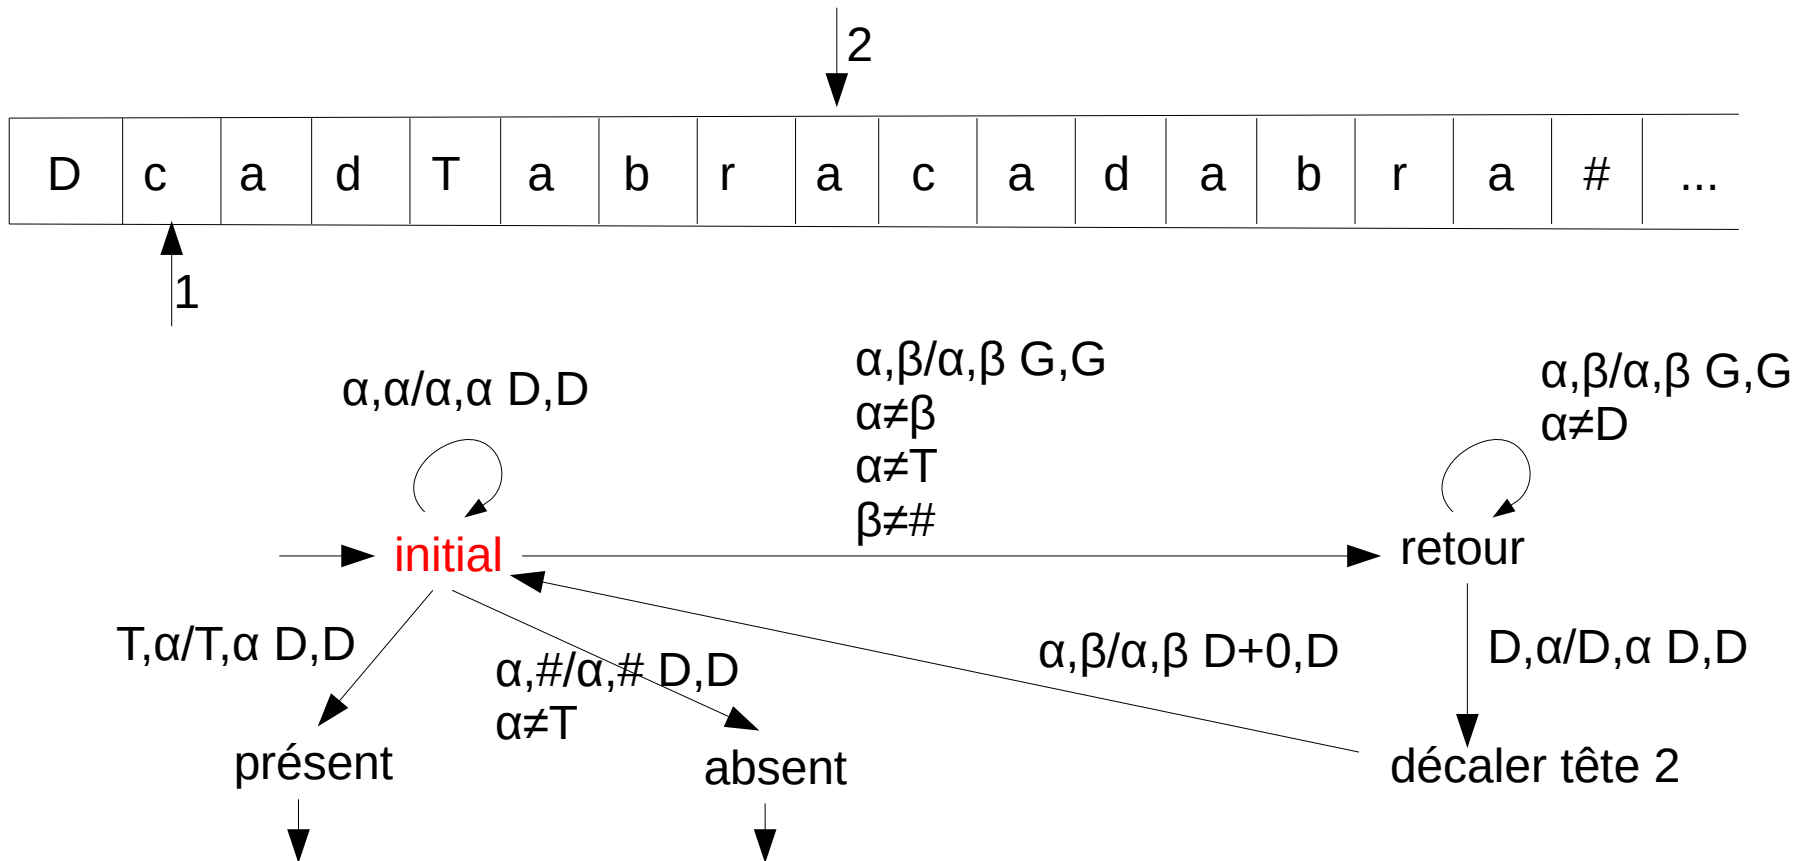 2
D c a d T a b r a c a d a b r a # ...
1
α,α/α,α D,D
α,β/α,β G,G
α≠β
α≠T
β≠#
α,β/α,β G,G
α≠D
initial
retour
T,α/T,α D,D
α,#/α,# D,D
α≠T
α,β/α,β D+0,D
D,α/D,α D,D
présent
absent
décaler tête 2